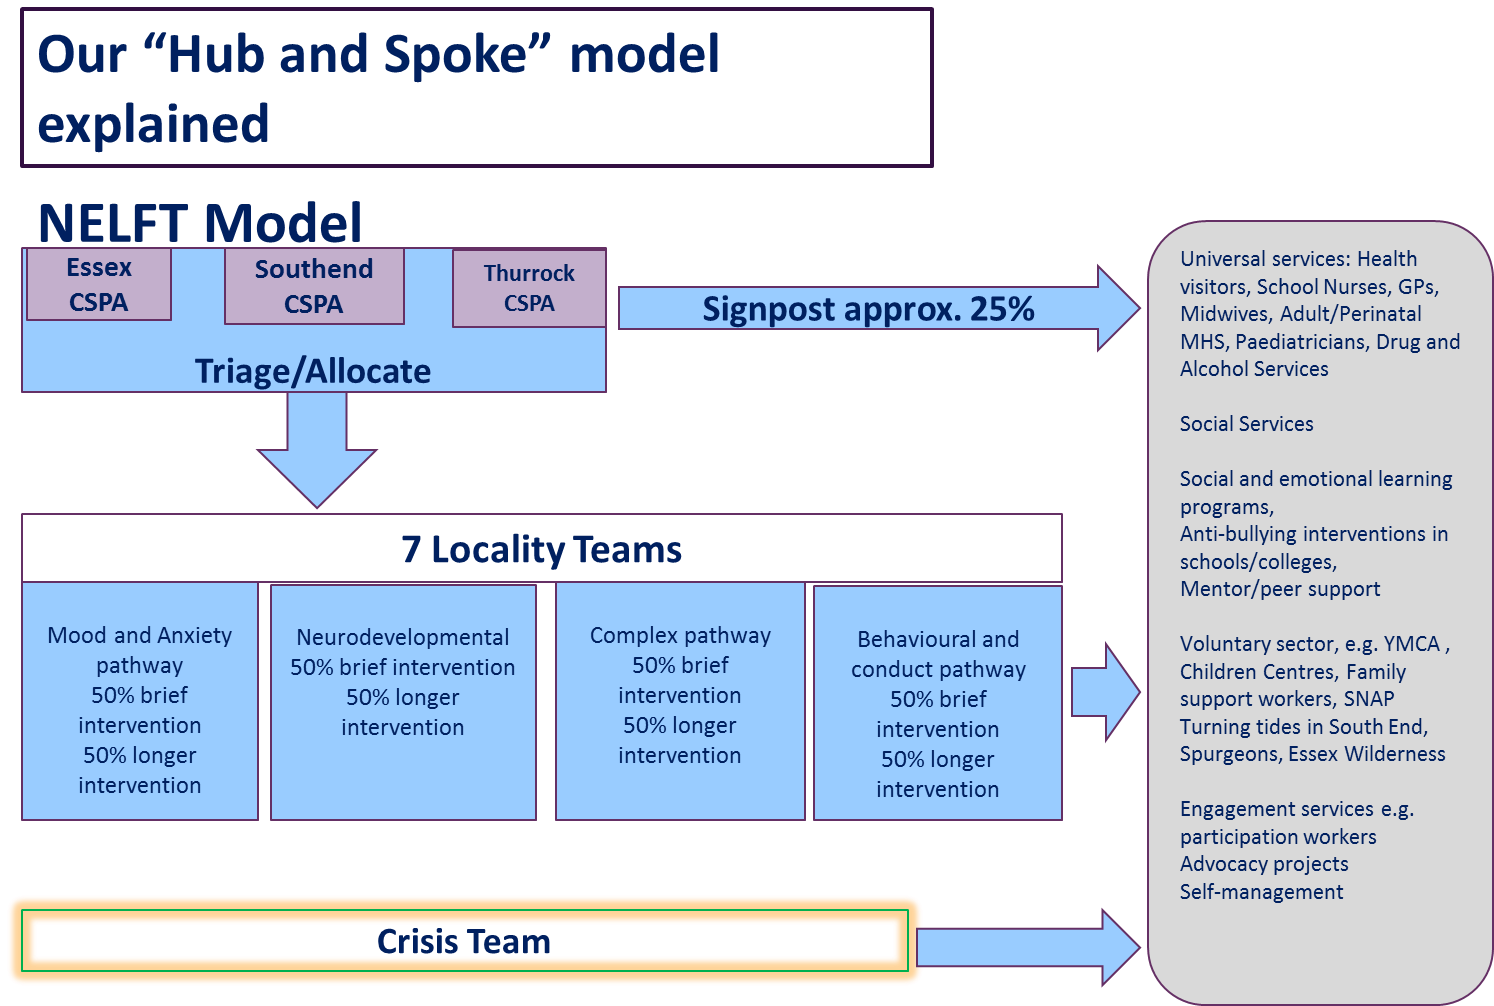 Our “Hub and Spoke” model
explained
NELFT Model
Essex
CSPA
Southend
CSPA
Thurrock
CSPA
Triage/Allocate
Signpost approx. 25%
7 Locality Teams
Mood and Anxiety
pathway
50% brief
intervention
50% longer
intervention
Neurodevelopmental
50% brief intervention
50% longer
intervention
Complex pathway
50% brief
intervention
50% longer
intervention
Behavioural and
conduct pathway
50% brief
intervention
50% longer
intervention
Crisis Team
Universal services: Health
visitors, School Nurses, GPs,
Midwives, Adult/Perinatal
MHS, Paediatricians, Drug and
Alcohol Services
Social Services
Social and emotional learning
programs,
Anti-bullying interventions in
schools/colleges,
Mentor/peer support
Voluntary sector, e.g. YMCA ,
Children Centres, Family
support workers, SNAP
Turning tides in South End,
Spurgeons, Essex Wilderness
Engagement services e.g.
participation workers
Advocacy projects
Self-management